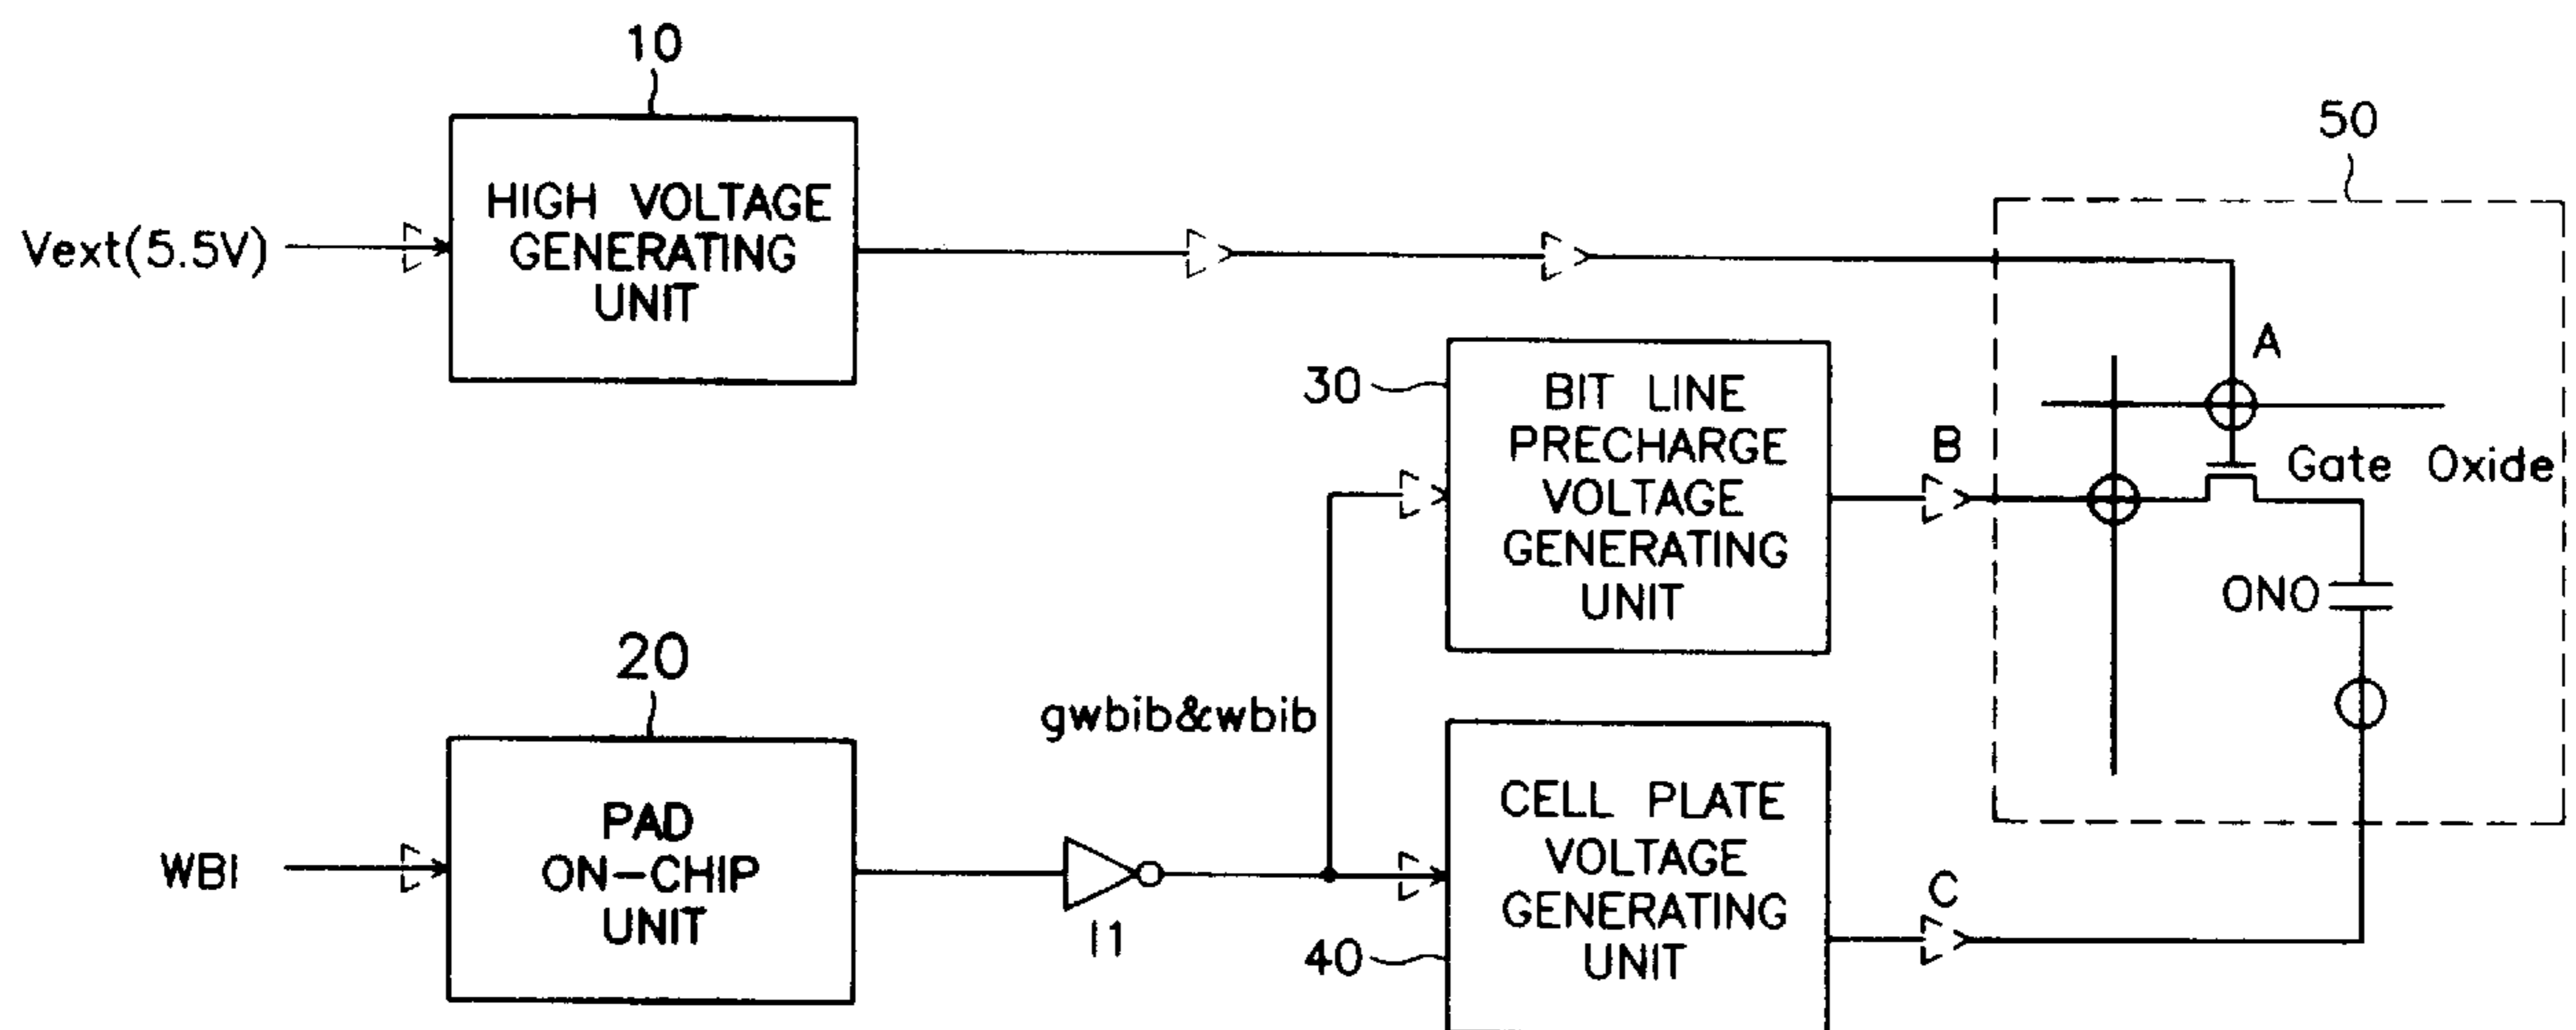 10
HIGH VOLTAGE
GENERATING
UNIT
Vext(5.5V)
50
A
30
BIT LINE
PRECHARGE
VOLTAGE
GENERATING
UNIT
B
Gate Oxide
ONO
20
PAD
ON-CHIP
UNIT
WBI
gwbib&wbib
I1
CELL PLATE
VOLTAGE
GENERATING
UNIT
40
C